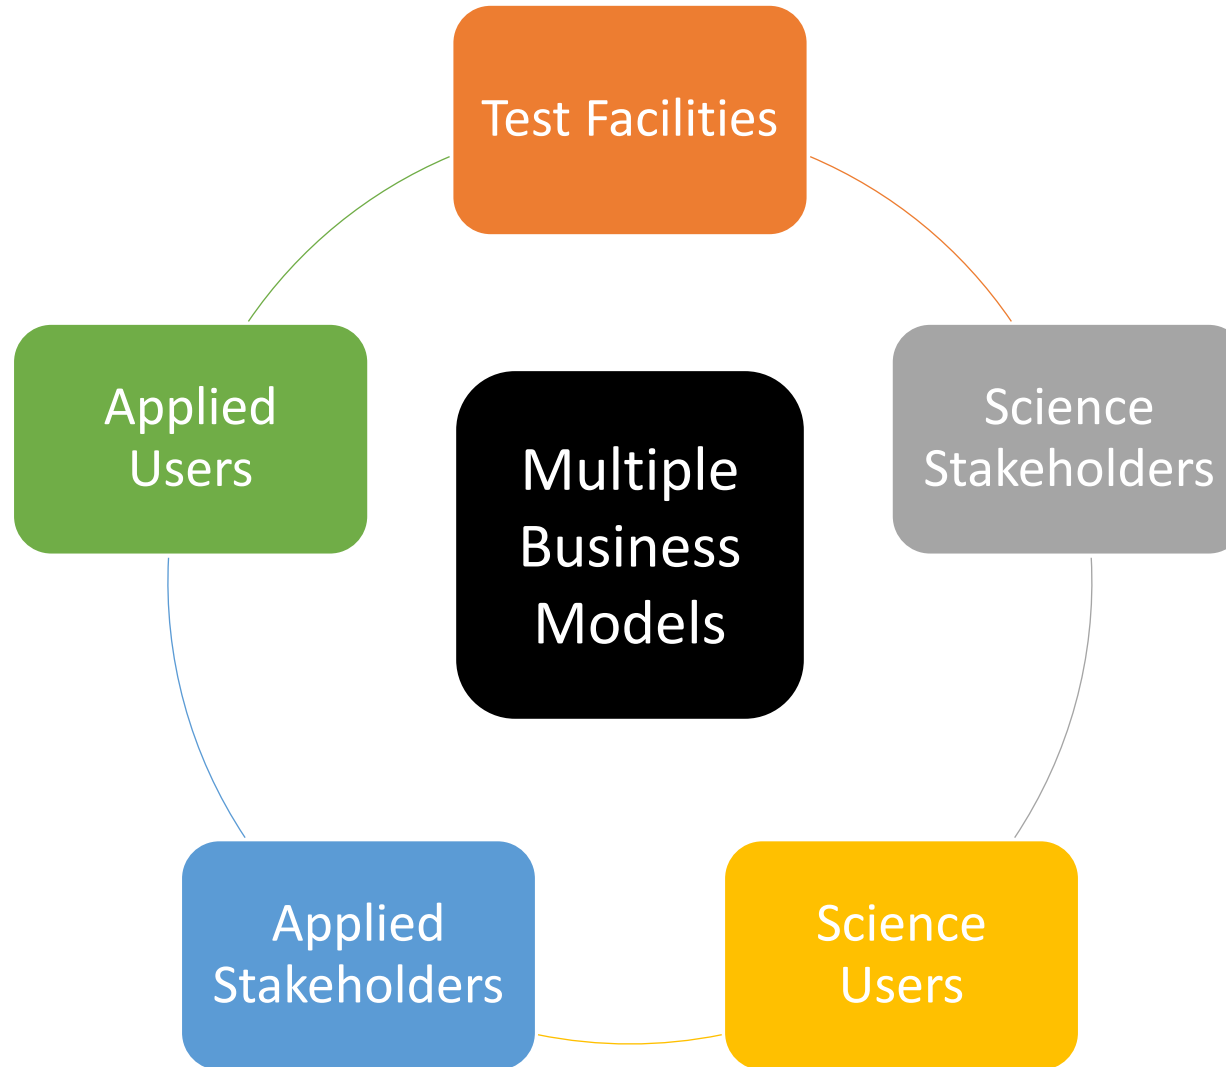 Test Facilities
Applied
Users
Science
Stakeholders
Multiple
Business
Models
Applied
Stakeholders
Science
Users